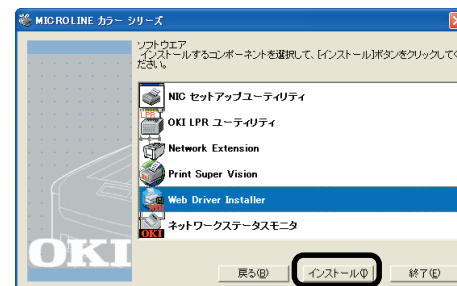 MICROLINE カラー シリーズ
ソフトウエア
インストールするコンポーネントを選択して、[インストール]ボタンをクリックしてく
ださい。
NIC セットアップユーティリティ
OKI LPR ユーティリティ
Network Extension
Print Super Vision
Web Driver Installer
ネットワークステータスモニタ
OKI
戻る(B)
インストール(I)
終了(E)